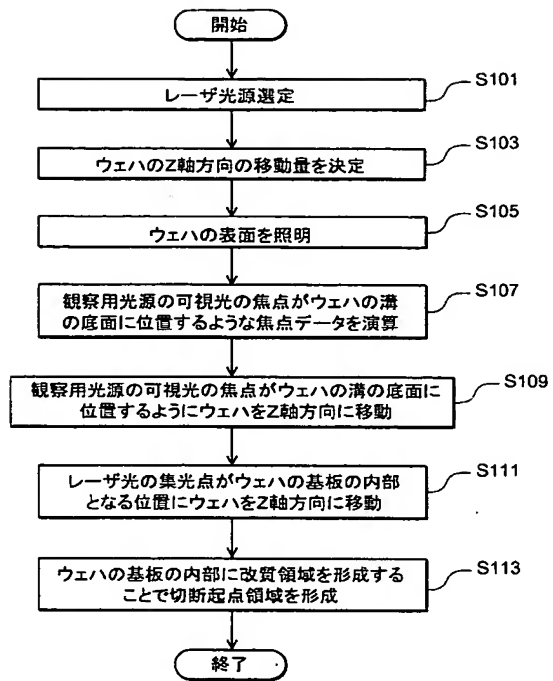 開始
レーザ光源選定
S101
ウェハのZ軸方向の移動量を決定
S103
ウェハの表面を照明
S105
観察用光源の可視光の焦点がウェハの溝
の底面に位置するような焦点データを演算
S107
観察用光源の可視光の焦点がウェハの溝の底面に
位置するようにウェハをZ軸方向に移動
S109
レーザ光の集光点がウェハの基板の内部
となる位置にウェハをZ軸方向に移動
S111
ウェハの基板の内部に改質領域を形成する
ことで切断起点領域を形成
S113
終了